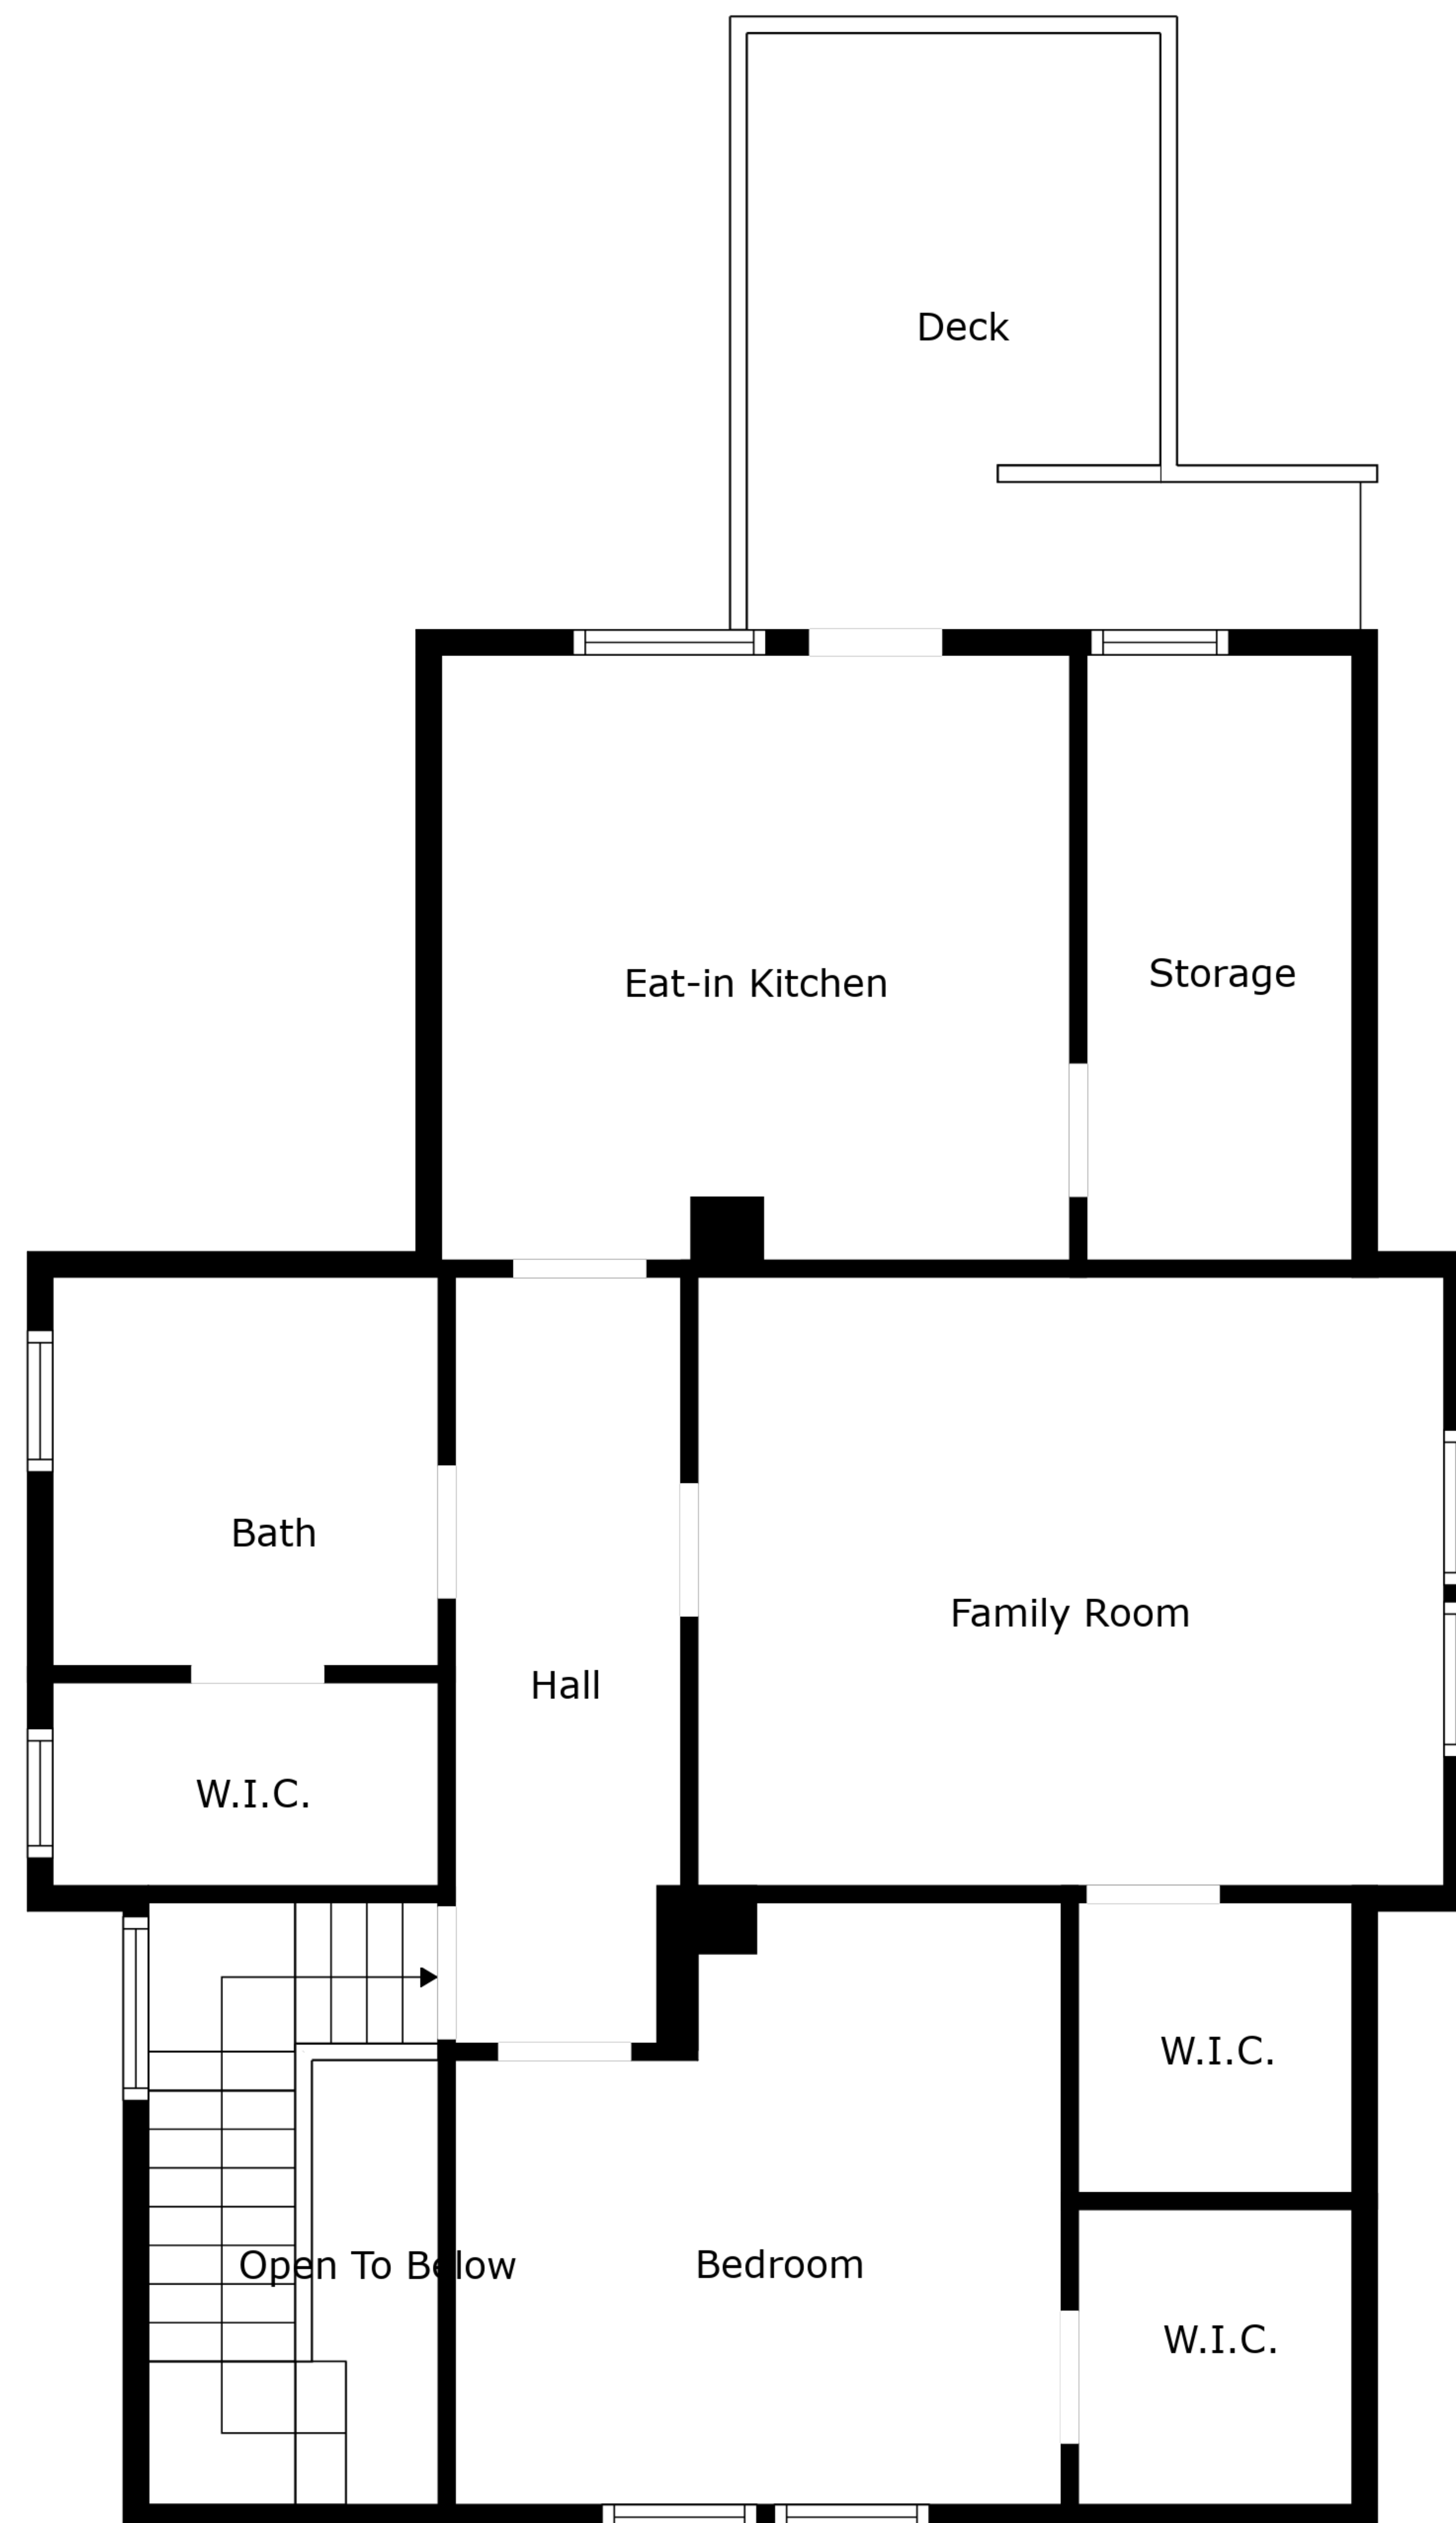 Deck
Eat-in Kitchen
Storage
Bath
Family Room
Hall
W.I.C.
W.I.C.
Open To Below
Bedroom
W.I.C.